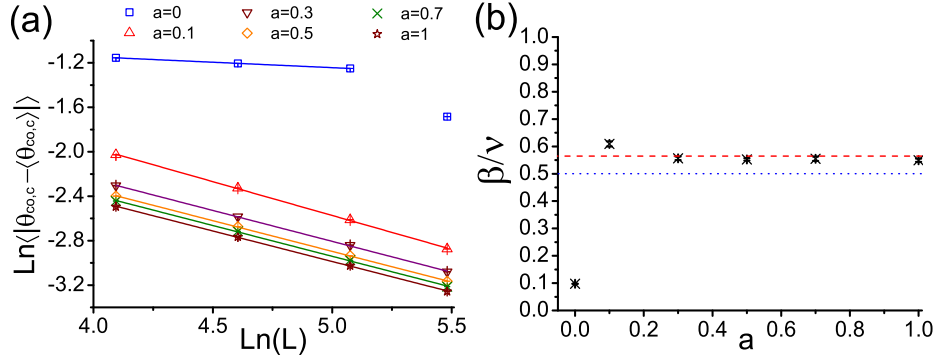 (a)
a=0 a=0.3 a=0.7
a=0.1 a=0.5 a=1
-1.2
-1.6
-2.0
-2.4
-2.8
-3.2
Ln⟨|θco,c−⟨θco,c⟩|⟩
4.0 4.5 5.0 5.5
Ln(L)
(b)
1.0
0.9
0.8
0.7
0.6
0.5
0.4
0.3
0.2
0.1
0.0
β/ν
0.0 0.2 0.4 0.6 0.8 1.0
a